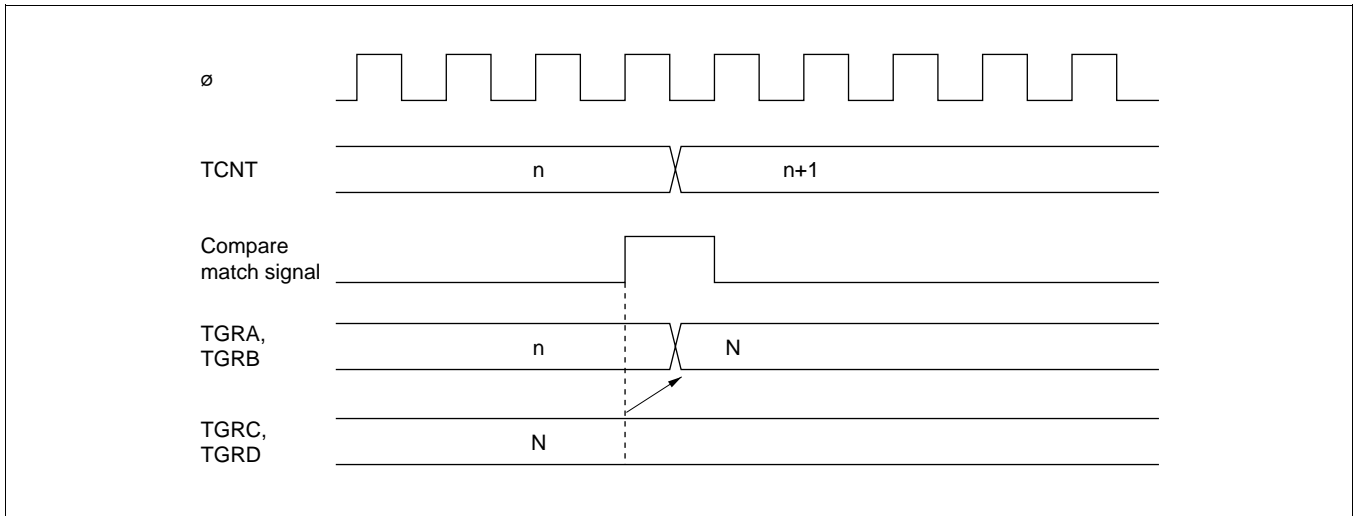 ø
TCNT
n
n+1
Compare
match signal
TGRA,
TGRB
n
N
TGRC,
TGRD
N